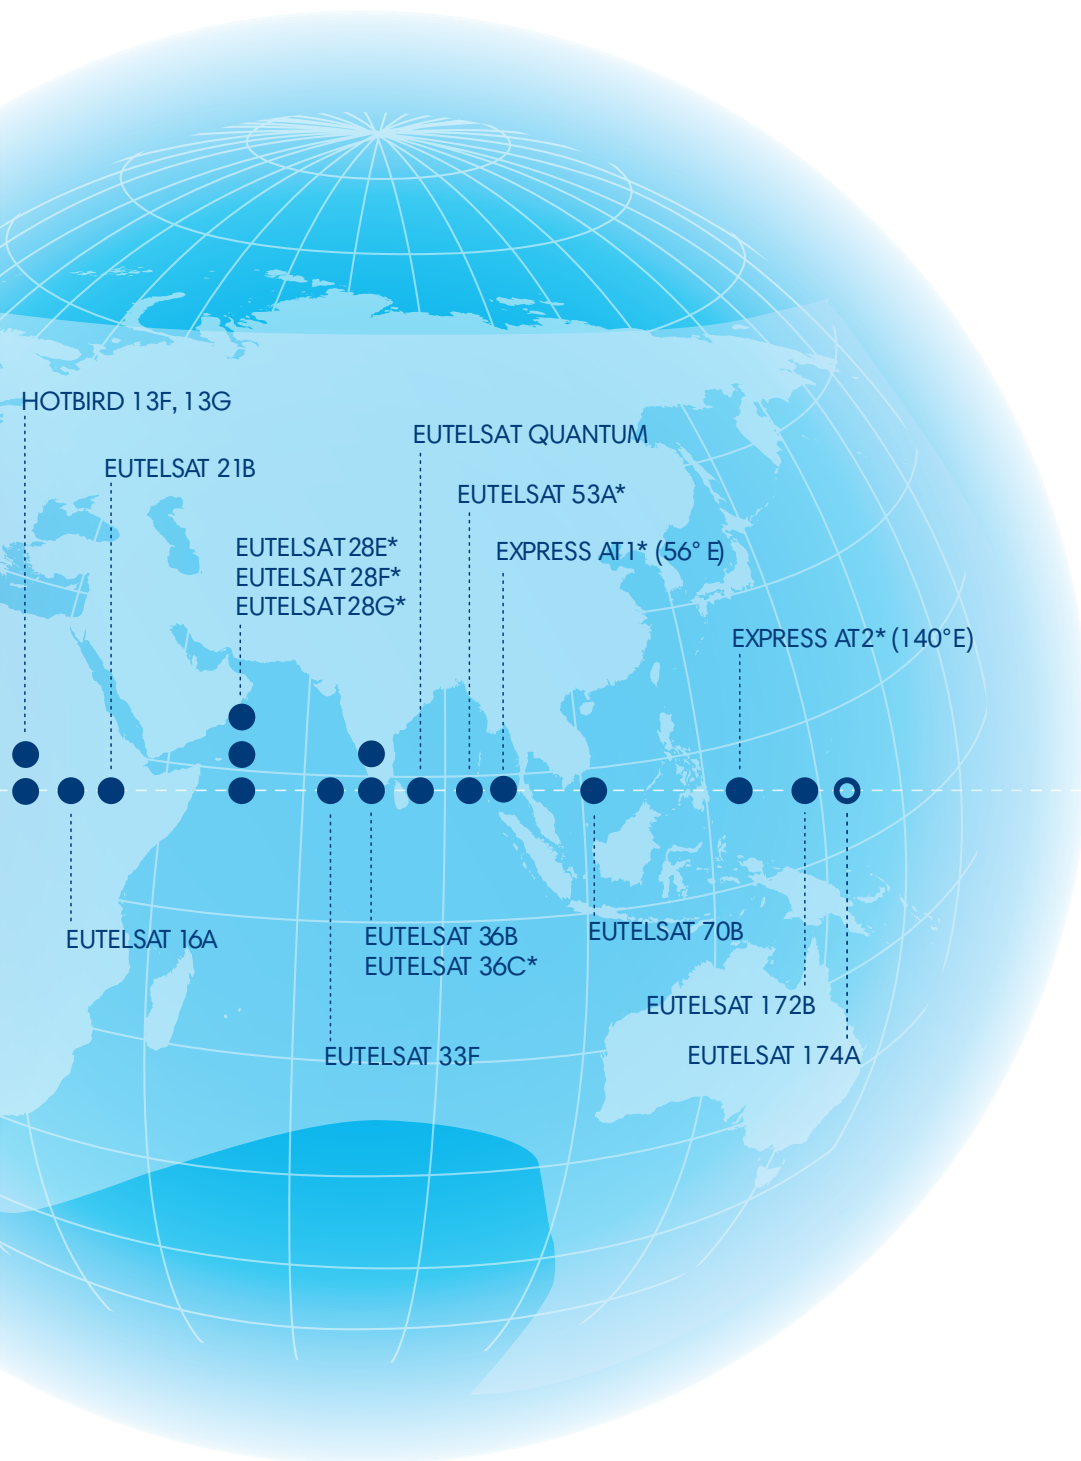 HOTBIRD 13F, 13G
EUTELSAT QUANTUM
EUTELSAT 21B
EUTELSAT 53A*
EUTELSAT 28E*
EUTELSAT 28F*
EUTELSAT 28G*
EXPRESS AT1* (56° E)
EXPRESS AT2* (140°E)
EUTELSAT 16A
EUTELSAT 36B
EUTELSAT 36C*
EUTELSAT 70B
EUTELSAT 172B
EUTELSAT 33F
EUTELSAT 174A